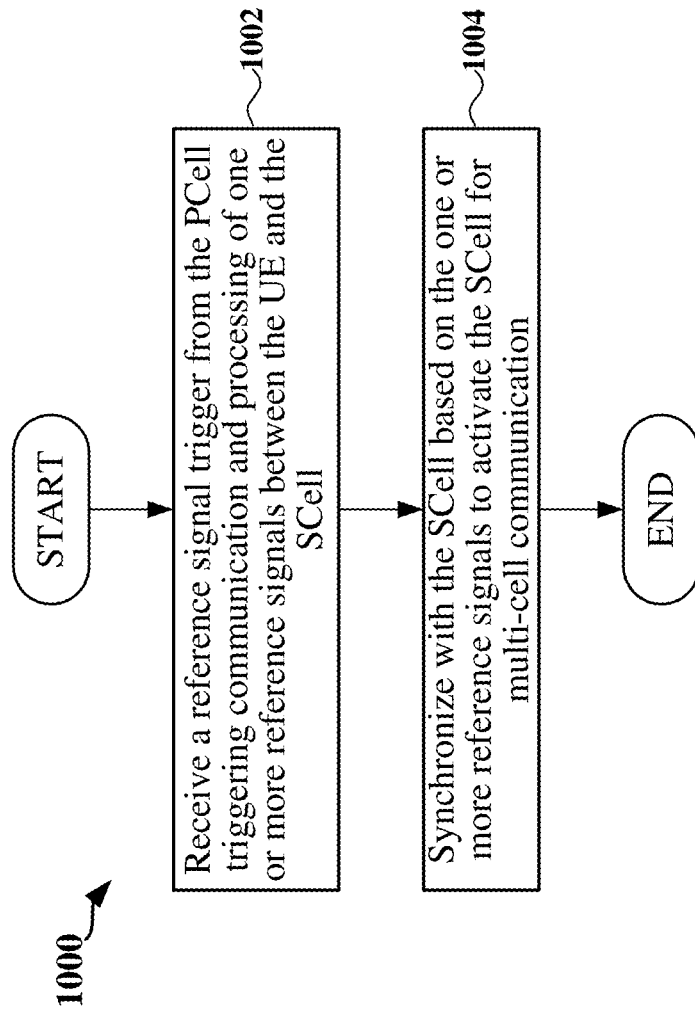 1000
START
Receive a reference signal trigger from the PCell
triggering communication and processing of one
or more reference signals between the UE and the
SCell
1002
Synchronize with the SCell based on the one or
more reference signals to activate the SCell for
multi-cell communication
1004
END